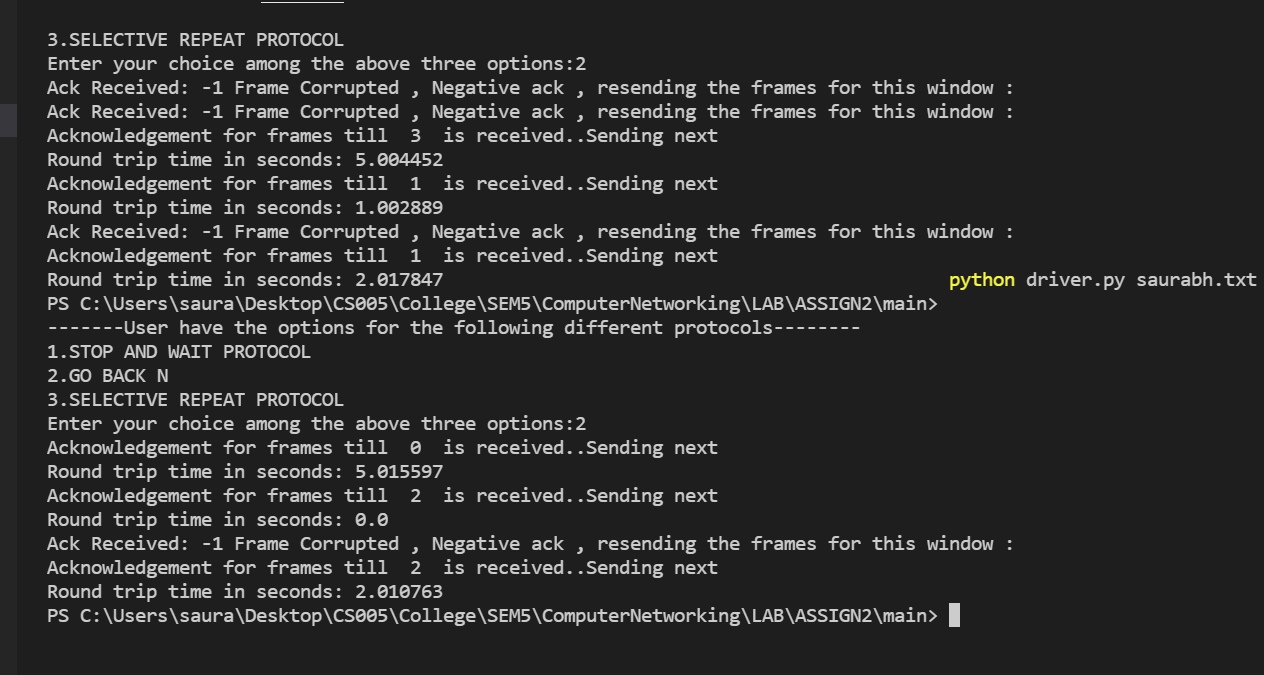 3.SELECTIVE REPEAT PROTOCOL
Enter your choice among the above three options:2
Ack Received: -1 Frame Corrupted , Negative ack , resending the frames for this window :
Ack Received: -1 Frame Corrupted , Negative ack , resending the frames for this window :
Acknowledgement for frames till  3  is received..Sending next
Round trip time in seconds: 5.004452
Acknowledgement for frames till  1  is received..Sending next
Round trip time in seconds: 1.002889
Ack Received: -1 Frame Corrupted , Negative ack , resending the frames for this window :
Acknowledgement for frames till  1  is received..Sending next
Round trip time in seconds: 2.017847 python driver.py saurabh.txt
PS C:\Users\saura\Desktop\CS005\College\SEM5\ComputerNetworking\LAB\ASSIGN2\main>
-------User have the options for the following different protocols--------
1.STOP AND WAIT PROTOCOL
2.GO BACK N
3.SELECTIVE REPEAT PROTOCOL
Enter your choice among the above three options:2
Acknowledgement for frames till  0  is received..Sending next
Round trip time in seconds: 5.015597
Acknowledgement for frames till  2  is received..Sending next
Round trip time in seconds: 0.0
Ack Received: -1 Frame Corrupted , Negative ack , resending the frames for this window :
Acknowledgement for frames till  2  is received..Sending next
Round trip time in seconds: 2.010763
PS C:\Users\saura\Desktop\CS005\College\SEM5\ComputerNetworking\LAB\ASSIGN2\main>